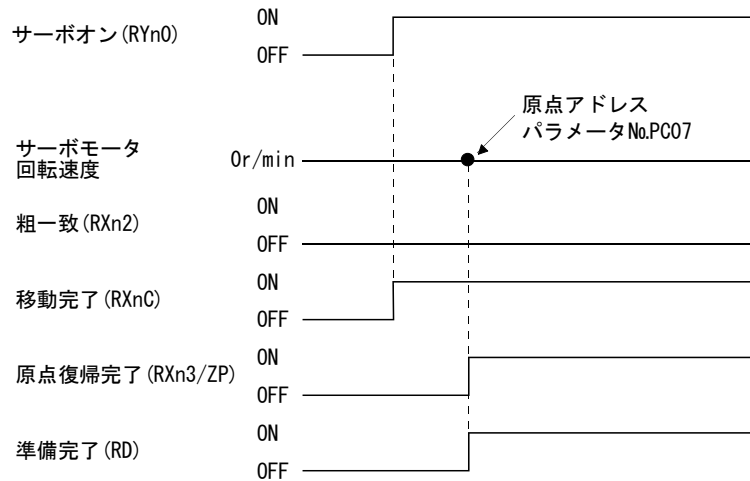 サーボオン(RYn0)
ON
OFF
原点アドレス
パラメータNo.PC07
サーボモータ
回転速度
0r/min
粗一致(RXn2)
ON
OFF
移動完了(RXnC)
ON
OFF
原点復帰完了(RXn3/ZP)
ON
OFF
準備完了(RD)
ON
OFF